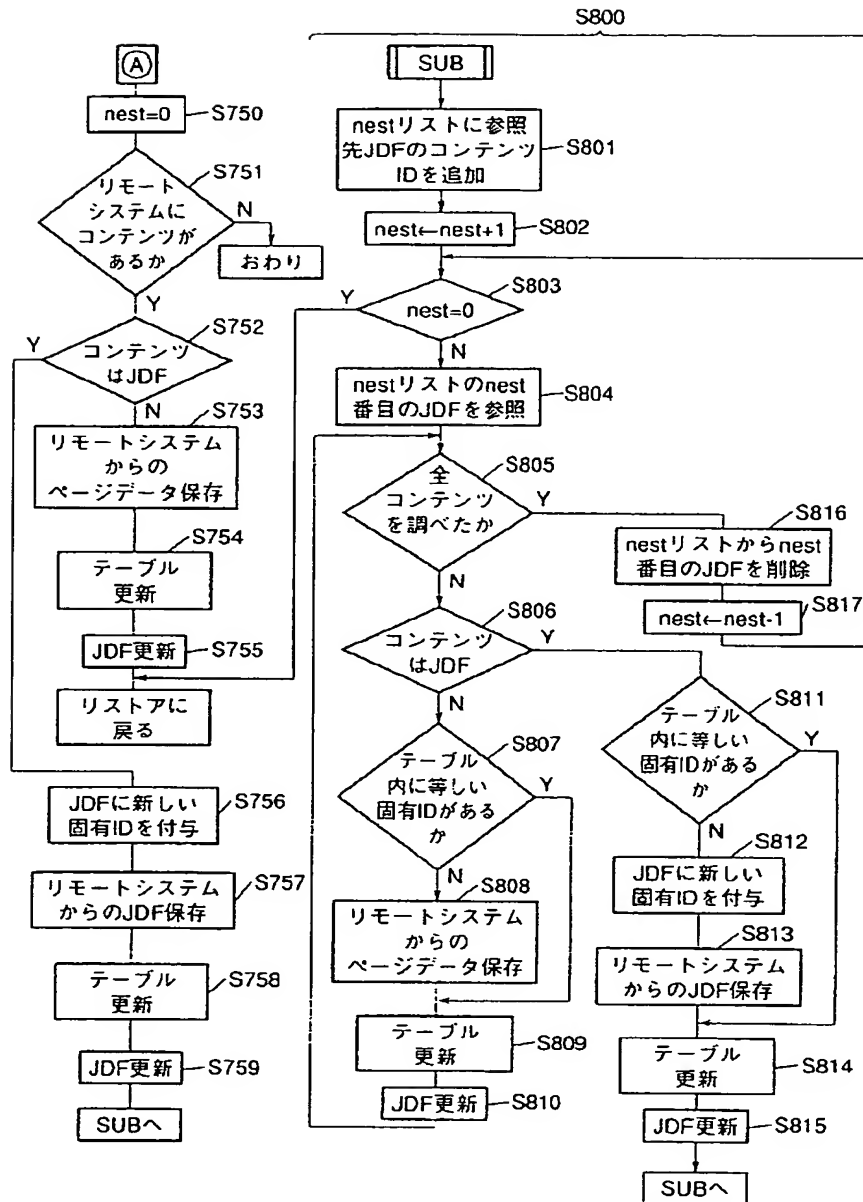 S800
A
nest=0
S750
S751
リモート
システムに
コンテンツが
あるか
N
おわり
Y
S752
Y
コンテンツ
はJDF
N
S753
リモートシステム
からの
ページデータ保存
S754
テーブル
更新
JDF更新
S755
リストアに
戻る
JDFに新しい
固有IDを付与
S756
リモートシステム
からのJDF保存
S757
テーブル
更新
S758
JDF更新
S759
SUBへ
SUB
nestリストに参照
先JDFのコンテンツ
IDを追加
S801
nest←nest+1
S802
S803
Y
nest=0
N
nestリストのnest
番目のJDFを参照
S804
S805
全
コンテンツ
を調べたか
Y
N
S816
nestリストからnest
番目のJDFを削除
S817
nest←nest-1
S806
コンテンツ
はJDF
Y
N
S807
テーブル
内に等しい
固有IDがある
か
Y
N
S808
リモートシステム
からの
ページデータ保存
テーブル
更新
S809
JDF更新
S810
S811
テーブル
内に等しい
固有IDがある
か
Y
N
S812
JDFに新しい
固有IDを付与
S813
リモートシステム
からのJDF保存
テーブル
更新
S814
JDF更新
S815
SUBへ